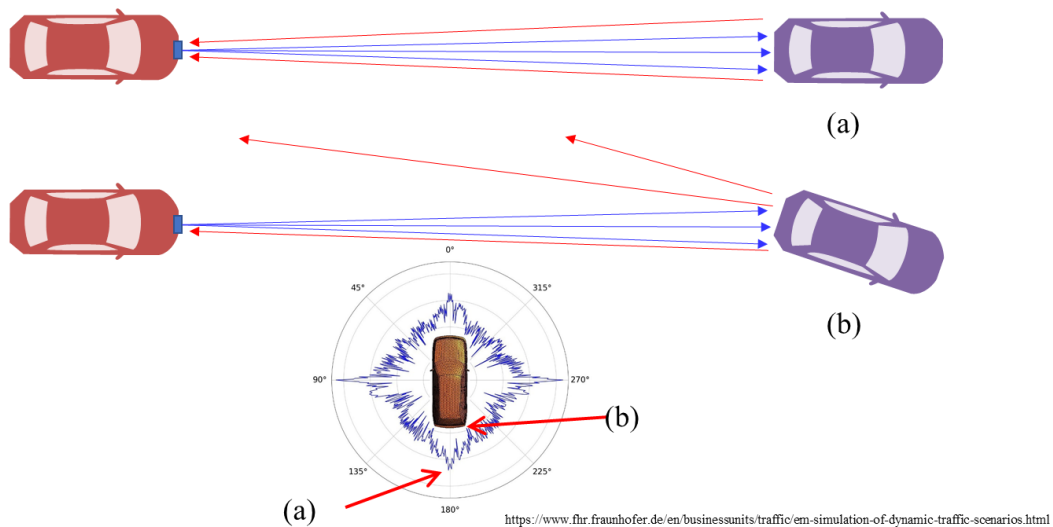 (a)
(b)
0°
45°
315°
90°
270°
(b)
135°
225°
(a)
180°
https://www.fhr.fraunhofer.de/en/businessunits/traffic/em-simulation-of-dynamic-traffic-scenarios.html